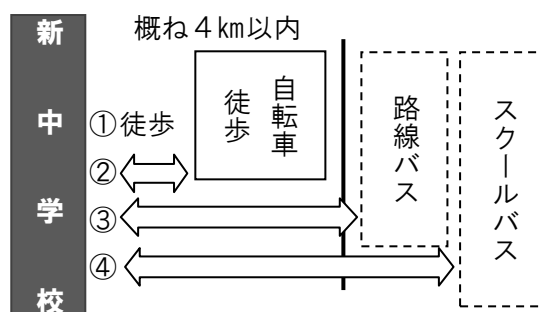 新中学校
概ね４㎞以内
①徒歩
②
③
④
徒歩
自転車
路線バス
スクールバス